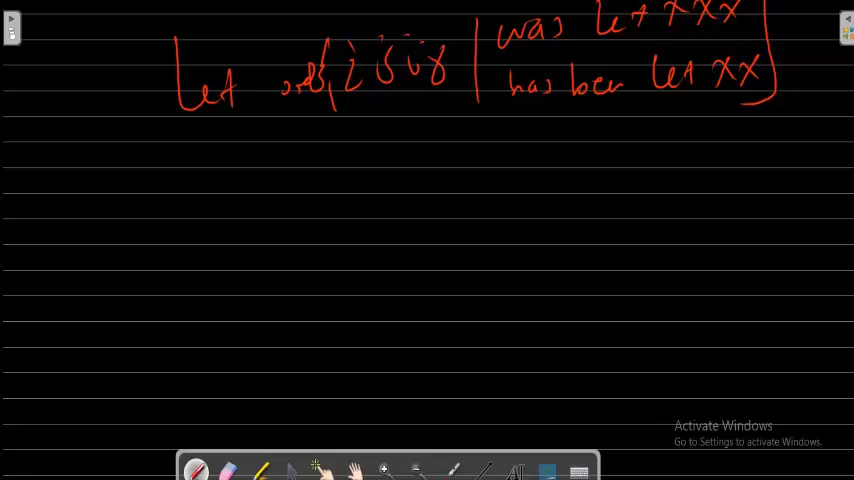 was let xxx
let
has been let xx
Activate Windows
Go to Settings to activate Windows.